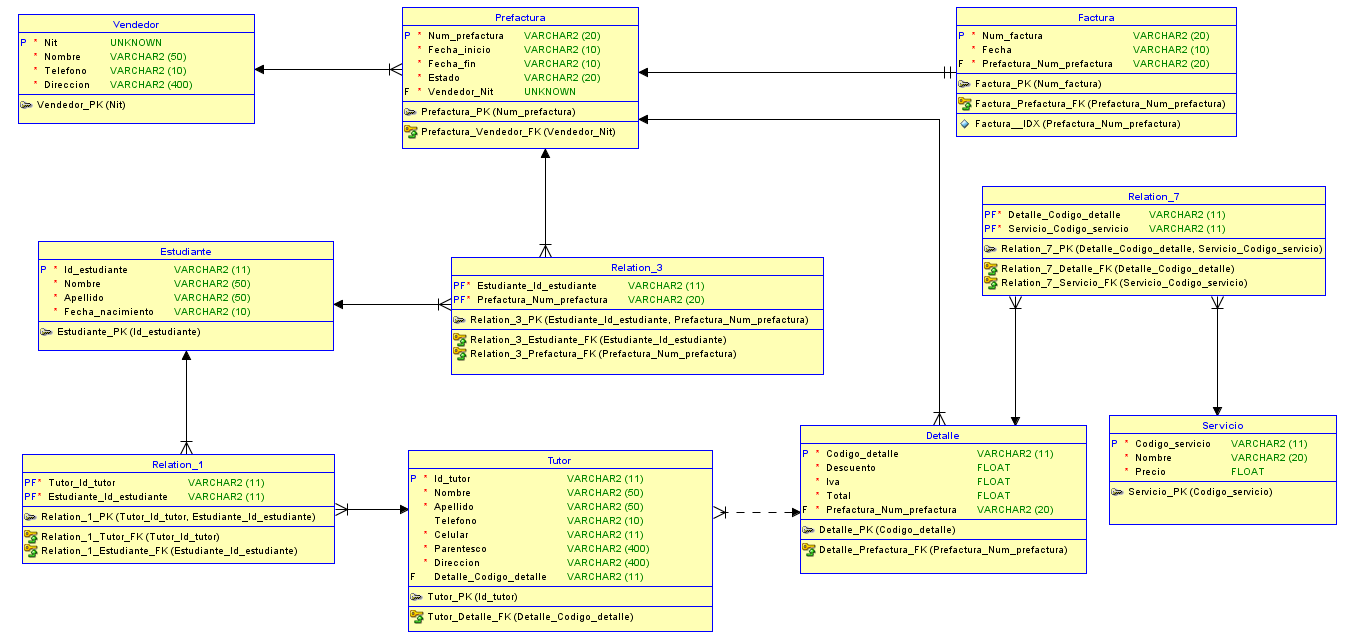 Vendedor
P * Nit UNKNOWN
* Nombre VARCHAR2 (50)
* Telefono VARCHAR2 (10)
* Direccion VARCHAR2 (400)
Vendedor_PK (Nit)
Prefactura
P * Num_prefactura VARCHAR2 (20)
* Fecha_inicio VARCHAR2 (10)
* Fecha_fin VARCHAR2 (10)
* Estado VARCHAR2 (20)
F * Vendedor_Nit UNKNOWN
Prefactura_PK (Num_prefactura)
Prefactura_Vendedor_FK (Vendedor_Nit)
Factura
P * Num_factura VARCHAR2 (20)
* Fecha VARCHAR2 (10)
F * Prefactura_Num_prefactura VARCHAR2 (20)
Factura_PK (Num_factura)
Factura_Prefactura_FK (Prefactura_Num_prefactura)
Factura__IDX (Prefactura_Num_prefactura)
Relation_7
PF* Detalle_Codigo_detalle VARCHAR2 (11)
PF* Servicio_Codigo_servicio VARCHAR2 (11)
Relation_7_PK (Detalle_Codigo_detalle, Servicio_Codigo_servicio)
Relation_7_Detalle_FK (Detalle_Codigo_detalle)
Relation_7_Servicio_FK (Servicio_Codigo_servicio)
Estudiante
P * Id_estudiante VARCHAR2 (11)
* Nombre VARCHAR2 (50)
* Apellido VARCHAR2 (50)
* Fecha_nacimiento VARCHAR2 (10)
Estudiante_PK (Id_estudiante)
Relation_3
PF* Estudiante_Id_estudiante VARCHAR2 (11)
PF* Prefactura_Num_prefactura VARCHAR2 (20)
Relation_3_PK (Estudiante_Id_estudiante, Prefactura_Num_prefactura)
Relation_3_Estudiante_FK (Estudiante_Id_estudiante)
Relation_3_Prefactura_FK (Prefactura_Num_prefactura)
Relation_1
PF* Tutor_Id_tutor VARCHAR2 (11)
PF* Estudiante_Id_estudiante VARCHAR2 (11)
Relation_1_PK (Tutor_Id_tutor, Estudiante_Id_estudiante)
Relation_1_Tutor_FK (Tutor_Id_tutor)
Relation_1_Estudiante_FK (Estudiante_Id_estudiante)
Tutor
P * Id_tutor VARCHAR2 (11)
* Nombre VARCHAR2 (50)
* Apellido VARCHAR2 (50)
Telefono VARCHAR2 (10)
* Celular VARCHAR2 (11)
* Parentesco VARCHAR2 (400)
* Direccion VARCHAR2 (400)
F Detalle_Codigo_detalle VARCHAR2 (11)
Tutor_PK (Id_tutor)
Tutor_Detalle_FK (Detalle_Codigo_detalle)
Detalle
P * Codigo_detalle VARCHAR2 (11)
* Descuento FLOAT
* Iva FLOAT
* Total FLOAT
F * Prefactura_Num_prefactura VARCHAR2 (20)
Detalle_PK (Codigo_detalle)
Detalle_Prefactura_FK (Prefactura_Num_prefactura)
Servicio
P * Codigo_servicio VARCHAR2 (11)
* Nombre VARCHAR2 (20)
* Precio FLOAT
Servicio_PK (Codigo_servicio)